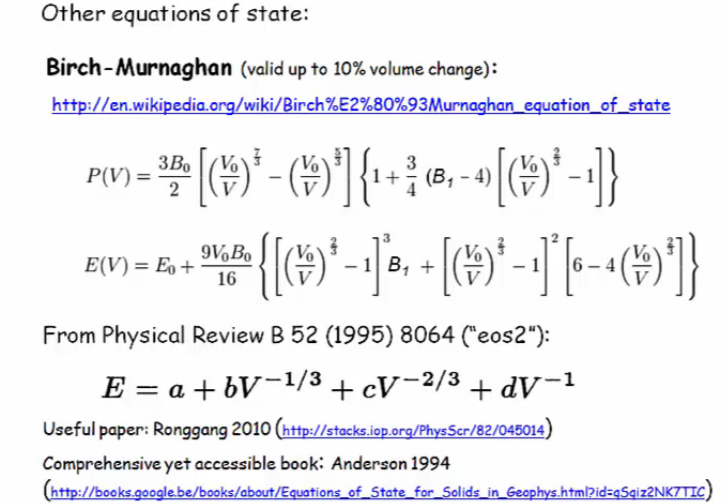 Other equations of state:
Birch-Murnaghan (valid up to 10% volume change):
http://en.wikipedia.org/wiki/Birch%E2%80%93Murnaghan_equation_of_state
P(V) = \frac{3B_0}{2} \left[ \left(\frac{V_0}{V}\right)^{\frac{7}{3}} - \left(\frac{V_0}{V}\right)^{\frac{5}{3}} \right] \left\{ 1 + \frac{3}{4} (B_1 - 4) \left[ \left(\frac{V_0}{V}\right)^{\frac{2}{3}} - 1 \right] \right\}
E(V) = E_0 + \frac{9V_0B_0}{16} \left\{ \left[ \left(\frac{V_0}{V}\right)^{\frac{2}{3}} - 1 \right]^3 B_1 + \left[ \left(\frac{V_0}{V}\right)^{\frac{2}{3}} - 1 \right]^2 \left[ 6 - 4 \left(\frac{V_0}{V}\right)^{\frac{2}{3}} \right] \right\}
From Physical Review B 52 (1995) 8064 ("eos2"):
E = a + bV^{-1/3} + cV^{-2/3} + dV^{-1}
Useful paper: Ronggang 2010 (http://stacks.iop.org/PhysScr/82/045014)
Comprehensive yet accessible book: Anderson 1994
(http://books.google.be/books/about/Equations_of_State_for_Solids_in_Geophys.html?id=qSqiz2NK7TIC)